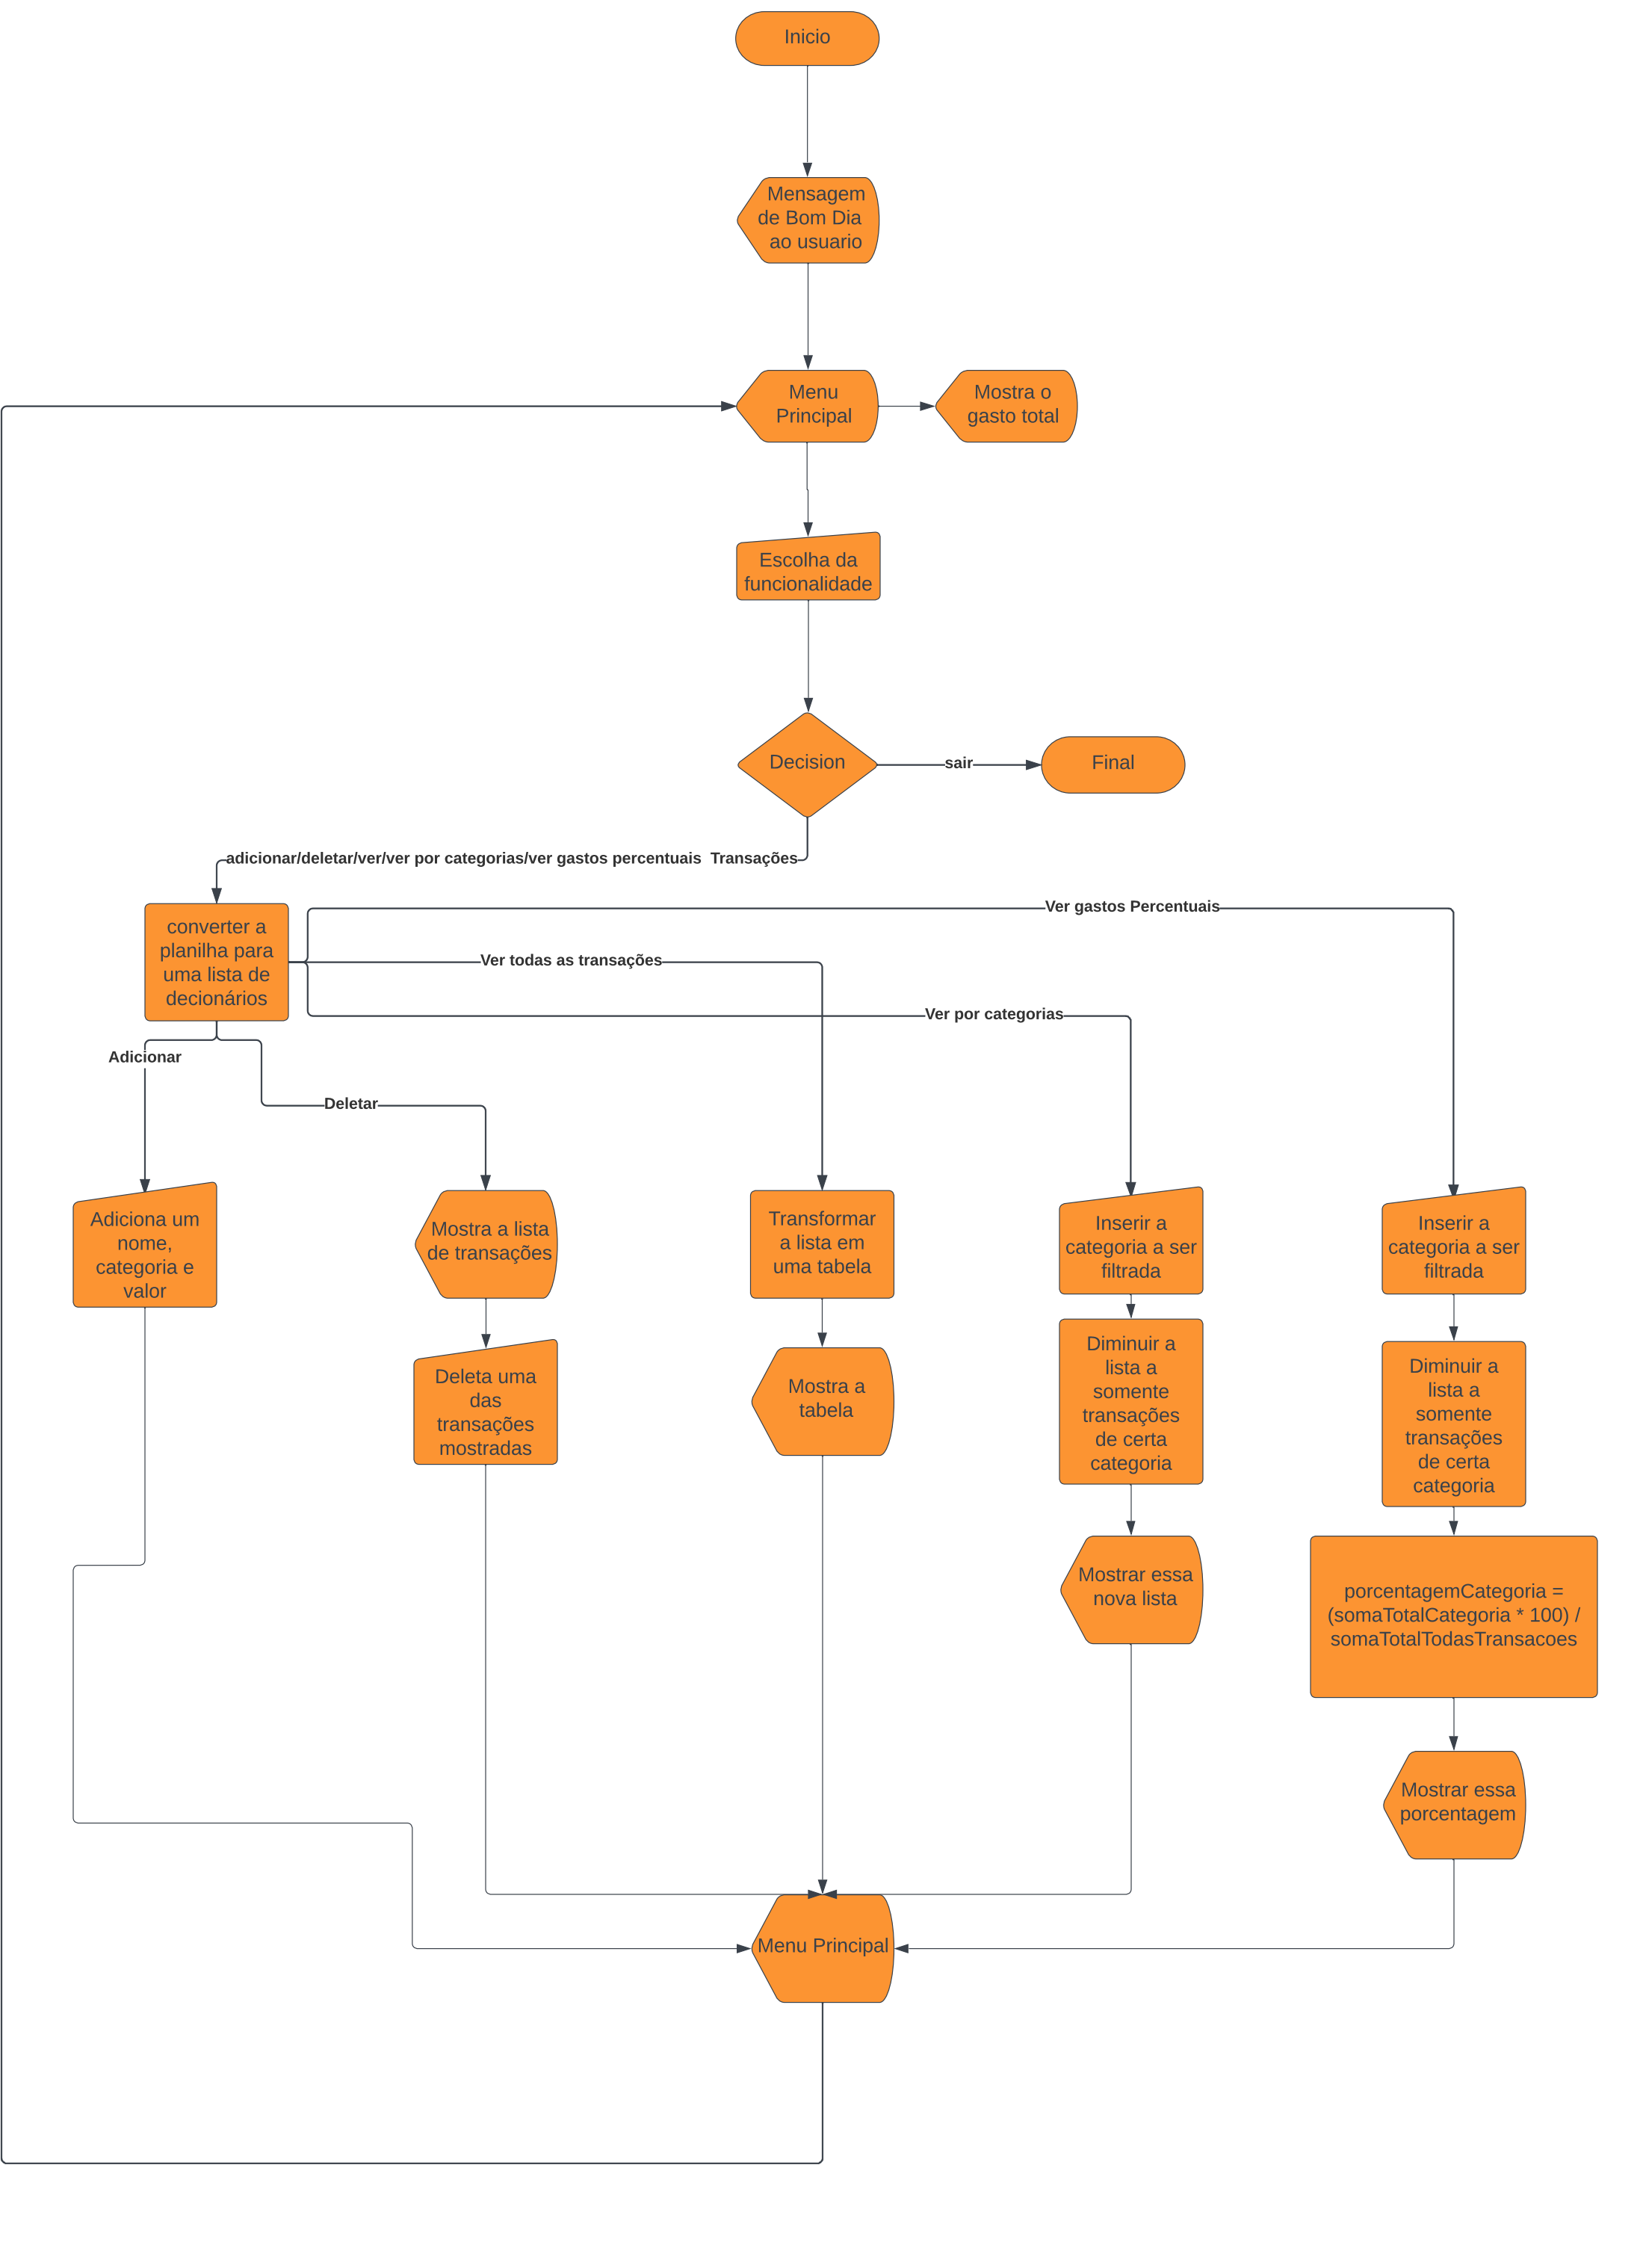 Inicio
Mensagem
de Bom Dia
ao usuario
Menu
Principal
Mostra o
gasto total
Escolha da
funcionalidade
Decision
sair
Final
adicionar/deletar/ver/ver por categorias/ver gastos percentuais  Transações
converter a
planilha para
uma lista de
decionários
Ver gastos Percentuais
Ver todas as transações
Ver por categorias
Adicionar
Deletar
Adiciona um
nome,
categoria e
valor
Mostra a lista
de transações
Deleta uma
das
transações
mostradas
Transformar
a lista em
uma tabela
Mostra a
tabela
Inserir a
categoria a ser
filtrada
Diminuir a
lista a
somente
transações
de certa
categoria
Mostrar essa
nova lista
Inserir a
categoria a ser
filtrada
Diminuir a
lista a
somente
transações
de certa
categoria
porcentagemCategoria =
(somaTotalCategoria * 100) /
somaTotalTodasTransacoes
Mostrar essa
porcentagem
Menu Principal